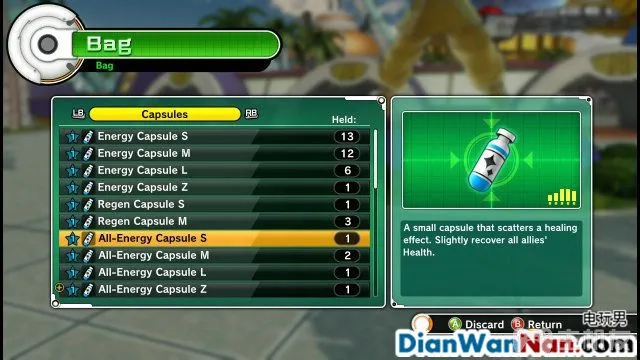 Bag
Bag
LB Capsules RB
Held:
Energy Capsule S 13
Energy Capsule M 12
Energy Capsule L 6
Energy Capsule Z 1
Regen Capsule S 1
Regen Capsule M 3
All-Energy Capsule S 1
All-Energy Capsule M 2
All-Energy Capsule L 1
All-Energy Capsule Z 1
A small capsule that scatters a healing
effect. Slightly recover all allies'
Health.
A Discard B Return
电玩男
DianWanNan.com